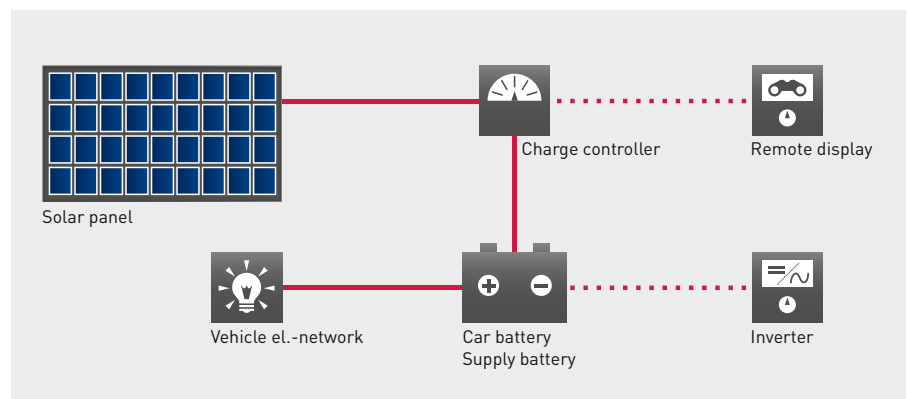 Charge controller
Remote display
Solar panel
Vehicle el.-network
Car battery
Supply battery
Inverter